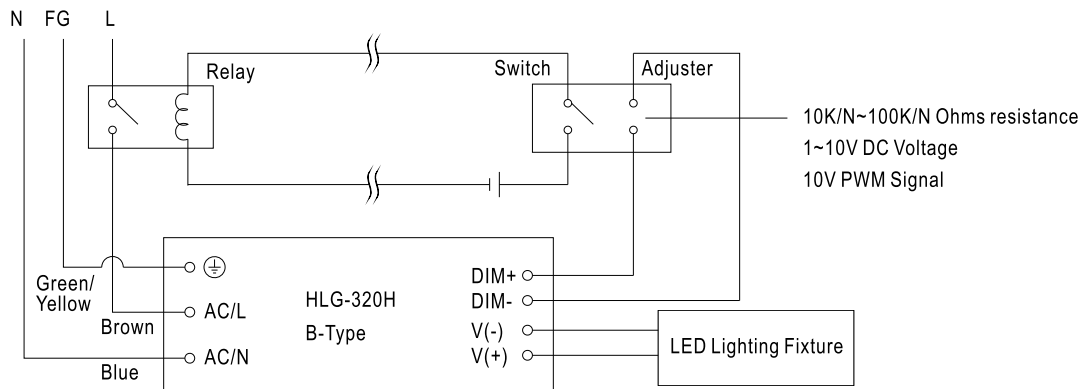 N FG L
Relay
Switch
Adjuster
10K/N~100K/N Ohms resistance
1~10V DC Voltage
10V PWM Signal
Green/
Yellow
Brown
Blue
AC/L
AC/N
HLG-320H
B-Type
DIM+
DIM-
V(-)
V(+)
LED Lighting Fixture